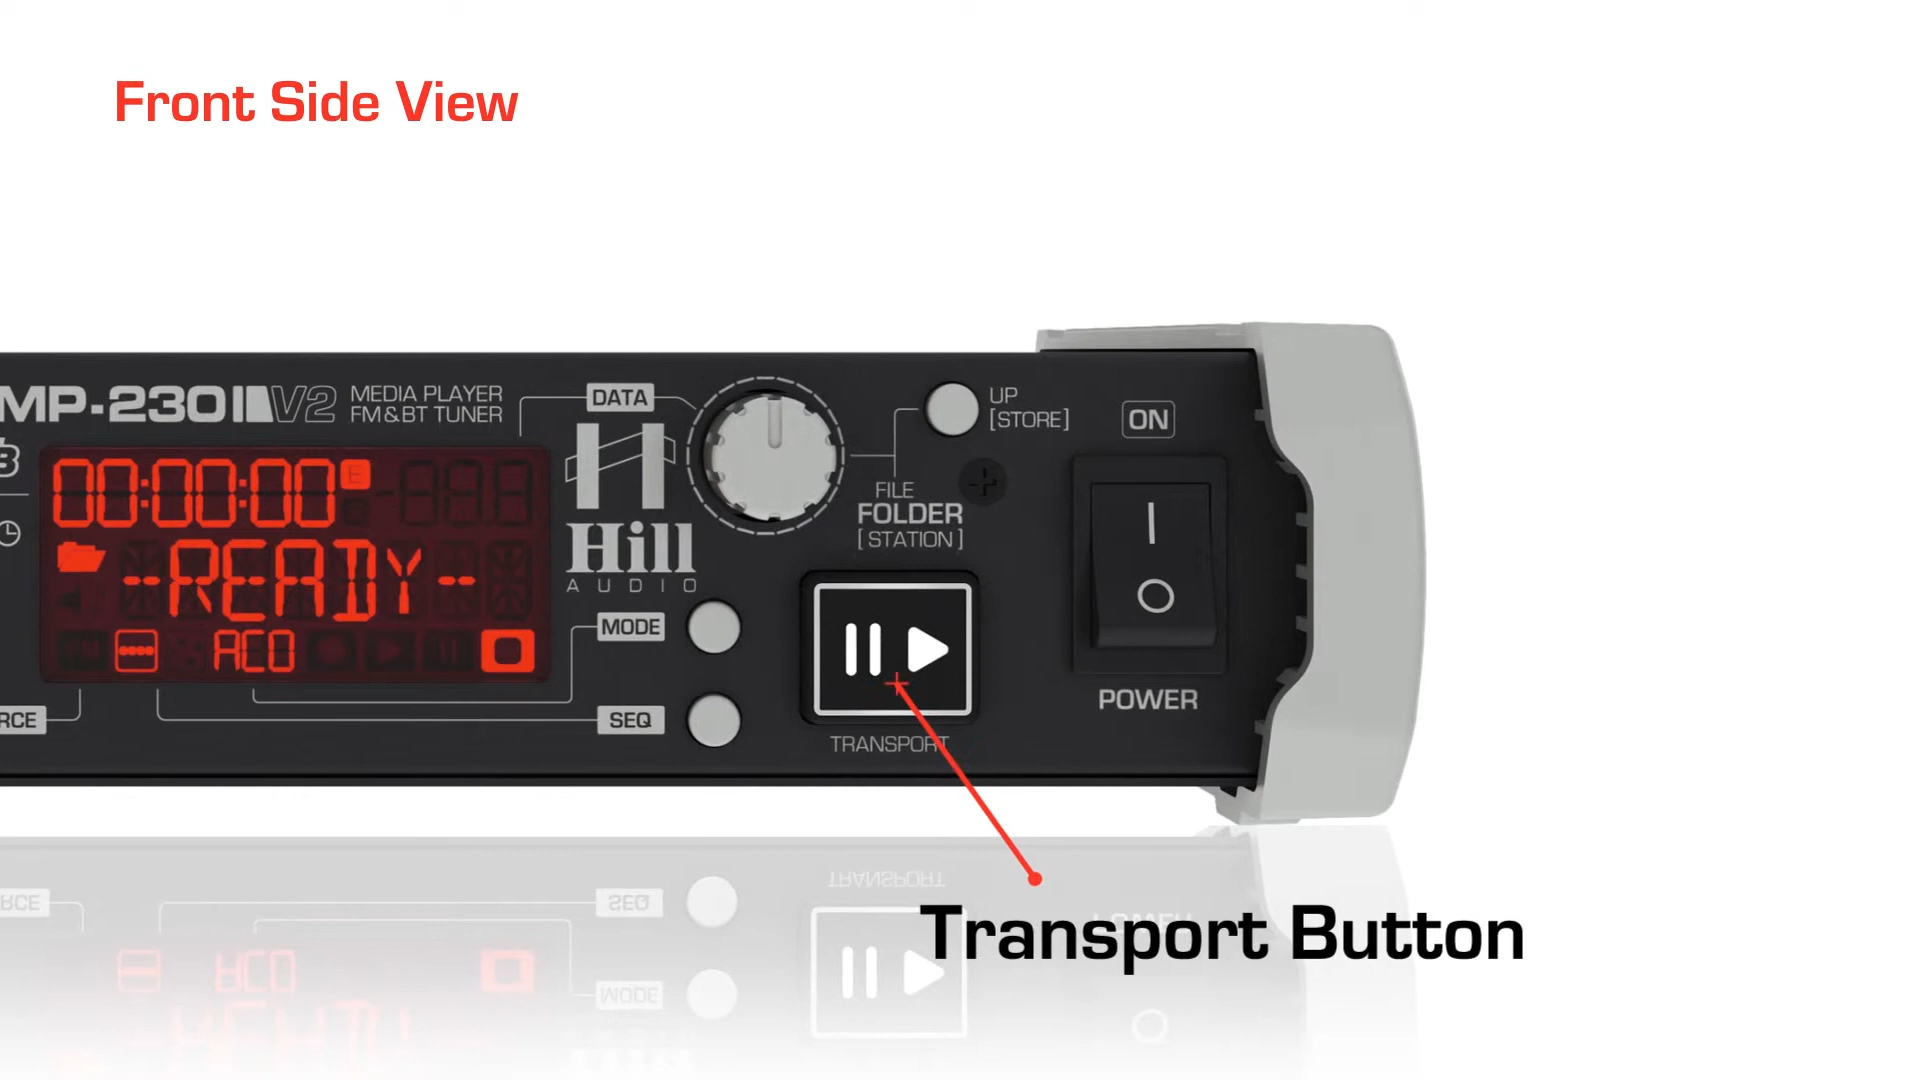 Front Side View
MP-230 V2
MEDIA PLAYER
FM&BT TUNER
DATA
UP
[STORE]
ON
00:00:00 E
FILE
FOLDER
[STATION]
Hill
AUDIO
--READY--
MODE
ACO
RCE
SEQ
TRANSPORT
POWER
Transport Button